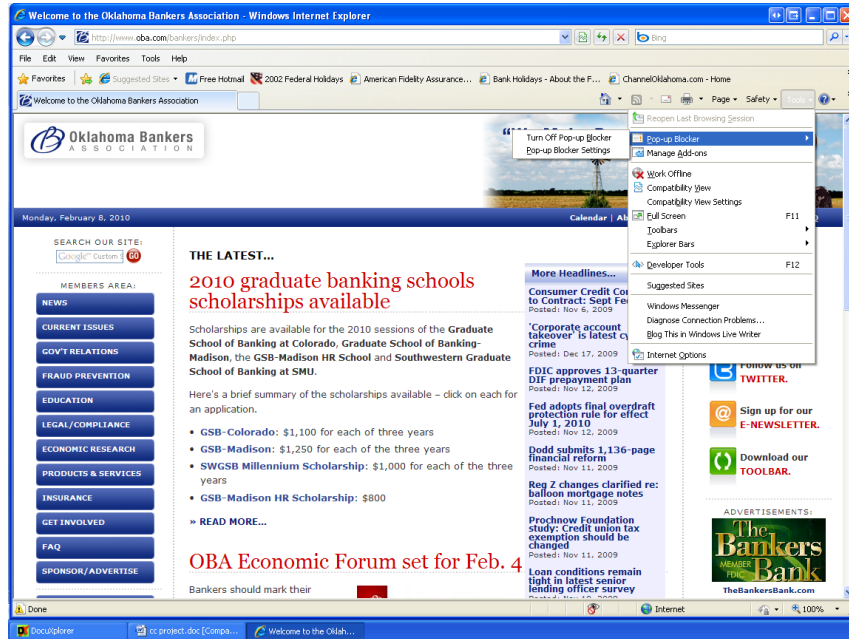 Welcome to the Oklahoma Bankers Association - Windows Internet Explorer
http://www.oba.com/bankers/index.php
Bing
File Edit View Favorites Tools Help
Favorites Suggested Sites Free Hotmail 2002 Federal Holidays American Fidelity Assurance... Bank Holidays - About the F... ChannelOklahoma.com - Home
Welcome to the Oklahoma Bankers Association
Page Safety Tools
Reopen Last Browsing Session
Pop-up Blocker
Manage Add-ons
Work Offline
Compatibility View
Compatibility View Settings
Full Screen F11
Toolbars
Explorer Bars
Developer Tools F12
Suggested Sites
Windows Messenger
Diagnose Connection Problems...
Blog This in Windows Live Writer
Internet Options
Turn Off Pop-up Blocker
Pop-up Blocker Settings
Oklahoma Bankers
ASSOCIATION
Monday, February 8, 2010
Calendar |
SEARCH OUR SITE:
Google™ Custom
GO
MEMBERS AREA:
NEWS
CURRENT ISSUES
GOV'T RELATIONS
FRAUD PREVENTION
EDUCATION
LEGAL/COMPLIANCE
ECONOMIC RESEARCH
PRODUCTS & SERVICES
INSURANCE
GET INVOLVED
FAQ
SPONSOR/ADVERTISE
THE LATEST...
2010 graduate banking schools
scholarships available
Scholarships are available for the 2010 sessions of the Graduate
School of Banking at Colorado, Graduate School of Banking-
Madison, the GSB-Madison HR School and Southwestern Graduate
School of Banking at SMU.
Here's a brief summary of the scholarships available – click on each for
an application.
• GSB-Colorado: $1,100 for each of three years
• GSB-Madison: $1,250 for each of the three years
• SWGSB Millennium Scholarship: $1,000 for each of the three
years
• GSB-Madison HR Scholarship: $800
» READ MORE...
OBA Economic Forum set for Feb. 4
Bankers should mark their
More Headlines...
Consumer Credit Co
to Contract: Sept Fe
Posted: Nov 6, 2009
'Corporate account
takeover' is latest cy
crime
Posted: Dec 17, 2009
FDIC approves 13-quarter
DIF prepayment plan
Posted: Nov 12, 2009
Fed adopts final overdraft
protection rule for effect
July 1, 2010
Posted: Nov 12, 2009
Dodd submits 1,136-page
financial reform
Posted: Nov 11, 2009
Reg Z changes clarified re:
balloon mortgage notes
Posted: Nov 11, 2009
Prochnow Foundation
study: Credit union tax
exemption should be
changed
Posted: Nov 11, 2009
Loan conditions remain
tight in latest senior
lending officer survey
Posted: Nov 10, 2009
Follow us on
TWITTER.
Sign up for our
E-NEWSLETTER.
Download our
TOOLBAR.
ADVERTISEMENTS:
The
Bankers
MEMBER
FDIC
Bank
TheBankersBank.com
Done
Internet
100%
DocuXplorer
cc project.doc [Compa...
Welcome to the Oklah...